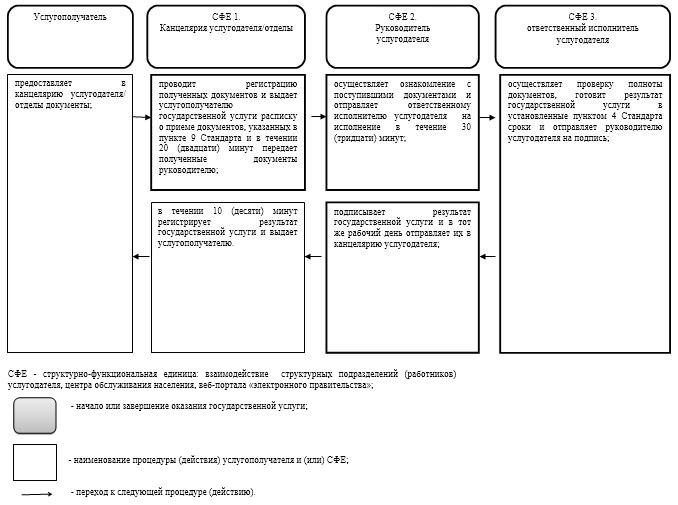 Услугополучатель
СФЕ 1.
Канцелярия услугодателя/отделы
СФЕ 2.
Руководитель
услугодателя
СФЕ 3.
ответственный исполнитель
услугодателя
предоставляет в
канцелярию услугодателя/
отделы документы;
проводит регистрацию
полученных документов и выдает
услугополучателю
государственной услуги расписку
о приеме документов, указанных в
пункте 9 Стандарта и в течении
20 (двадцати) минут передает
полученные документы
руководителю;
осуществляет ознакомление с
поступившими документами и
отправляет ответственному
исполнителю услугодателя на
исполнение в течение 30
(тридцати) минут;
осуществляет проверку полноты
документов, готовит результат
государственной услуги в
установленные пунктом 4 Стандарта
сроки и отправляет руководителю
услугодателя на подпись;
в течении 10 (десяти) минут
регистрирует результат
государственной услуги и выдает
услугополучателю.
подписывает результат
государственной услуги и в тот
же рабочий день отправляет их в
канцелярию услугодателя;
СФЕ - структурно-функциональная единица: взаимодействие структурных подразделений (работников)
услугодателя, центра обслуживания населения, веб-портала «электронного правительства»;
- начало или завершение оказания государственной услуги;
- наименование процедуры (действия) услугополучателя и (или) СФЕ;
- переход к следующей процедуре (действию).